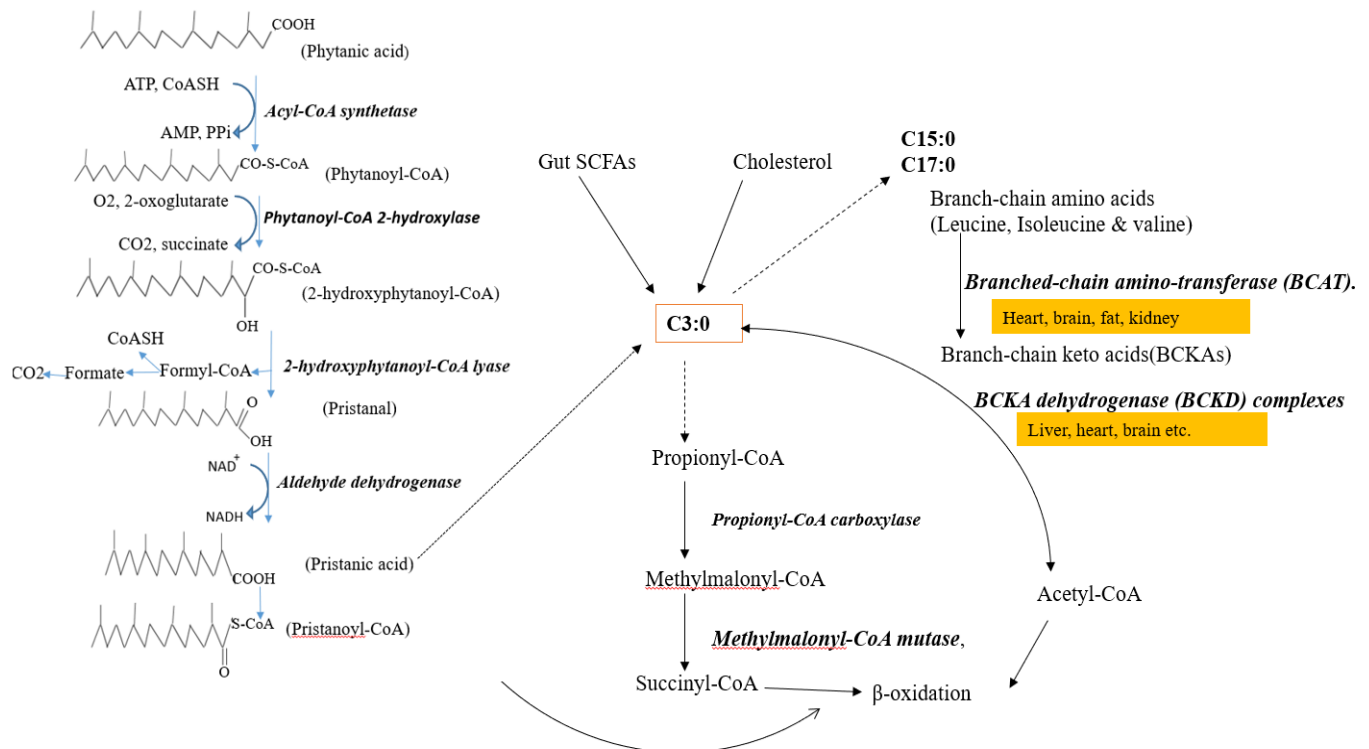 COOH
(Phytanic acid)
ATP, CoASH
Acyl-CoA synthetase
AMP, PPi
CO-S-CoA
(Phytanoyl-CoA)
O2, 2-oxoglutarate
Phytanoyl-CoA 2-hydroxylase
CO2, succinate
CO-S-CoA
(2-hydroxyphytanoyl-CoA)
OH
CoASH
2-hydroxyphytanoyl-CoA lyase
CO2 Formate Formyl-CoA
O
(Pristanal)
OH
NAD+
Aldehyde dehydrogenase
NADH
(Pristanic acid)
COOH
S-CoA
(Pristanoyl-CoA)
O
Gut SCFAs
Cholesterol
C15:0
C17:0
C3:0
Propionyl-CoA
Propionyl-CoA carboxylase
Methylmalonyl-CoA
Methylmalonyl-CoA mutase,
Succinyl-CoA
β-oxidation
Branch-chain amino acids
(Leucine, Isoleucine & valine)
Branched-chain amino-transferase (BCAT).
Heart, brain, fat, kidney
Branch-chain keto acids(BCKAs)
BCKA dehydrogenase (BCKD) complexes
Liver, heart, brain etc.
Acetyl-CoA